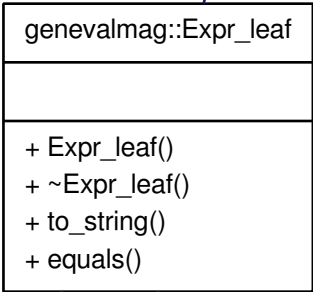 genevalmag::Expr_leaf
+ Expr_leaf()
+ ~Expr_leaf()
+ to_string()
+ equals()